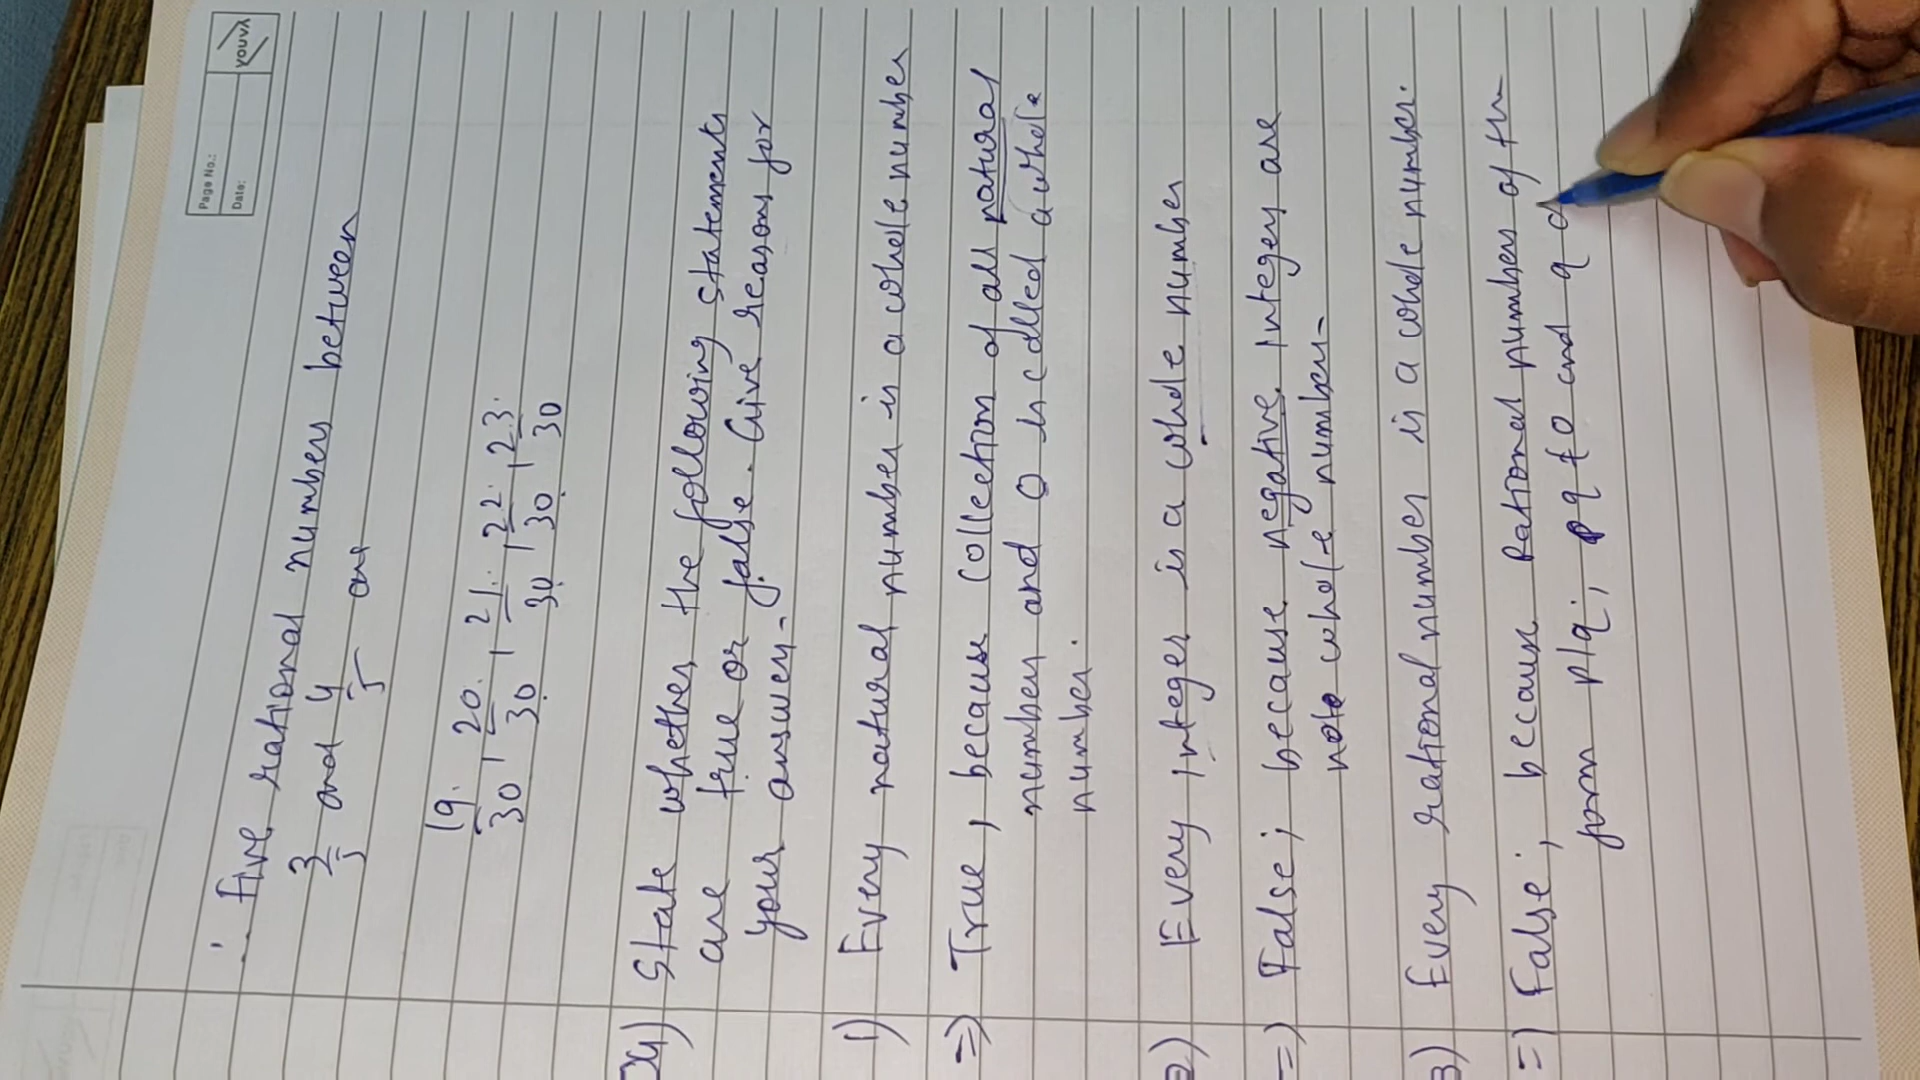 youva
Page No.:
Date:
∴ Five rational numbers between
3/5 and 4/5 are
19/30, 20/30, 21/30, 22/30, 23/30
Q4) State whether the following statements
are true or false. Give reasons for
your answers.
1) Every natural number is a whole number
=) True, because collection of all natural
numbers and 0 is called a whole
number.
2) Every integer is a whole number
=) False; because negative integers are
not whole numbers.
3) Every rational number is a whole number.
=) False; because rational numbers of the
form p/q; q ≠ 0 and q